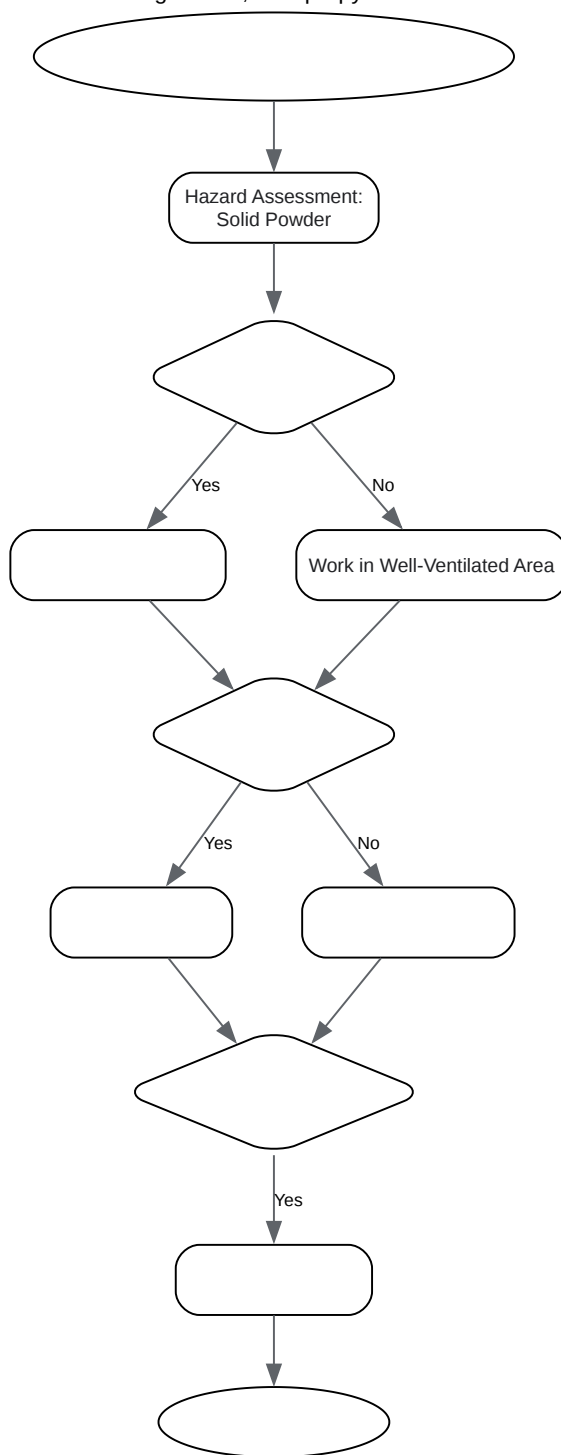 Hazard Assessment:
Solid Powder
Yes
No
Work in Well-Ventilated Area
Yes
No
Yes